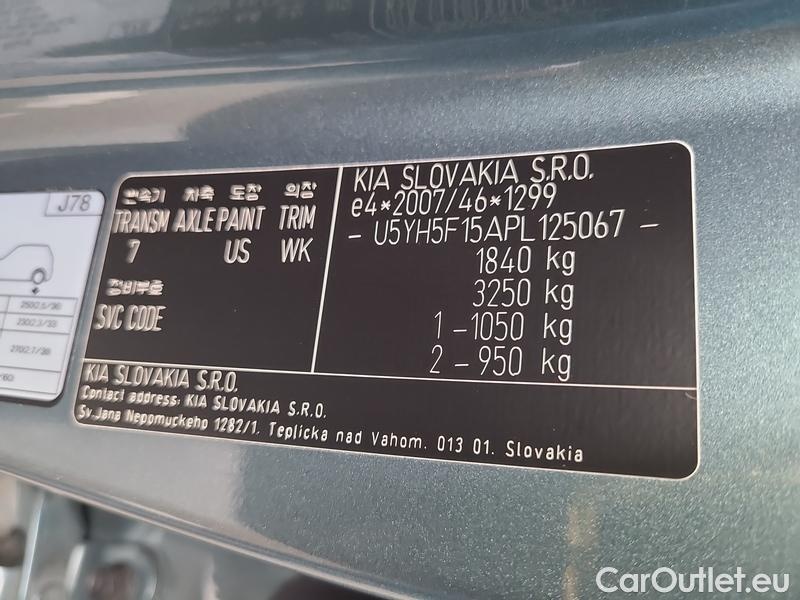 J78
변속기 차축 도장 의장
TRANSM AXLE PAINT TRIM
7 US WK
정비부호
SVC CODE
KIA SLOVAKIA S.R.O.
e4*2007/46*1299
- U5YH5F15APL125067 -
1840 kg
3250 kg
1 - 1050 kg
2 - 950 kg
KIA SLOVAKIA S.R.O.
Contact address: KIA SLOVAKIA S.R.O.
Sv.Jana Nepomuckeho 1282/1. Teplicka nad Vahom. 013 01. Slovakia
CarOutlet.eu